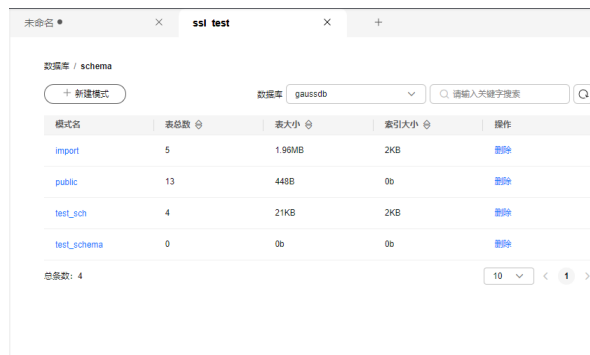 未命名 ● × ssl test × +
数据库 / schema
+ 新建模式 数据库 gaussdb 请输入关键字搜索
模式名 表总数 表大小 索引大小 操作
import 5 1.96MB 2KB 删除
public 13 448B 0b 删除
test_sch 4 21KB 2KB 删除
test_schema 0 0b 0b 删除
总条数: 4 10 < 1 >